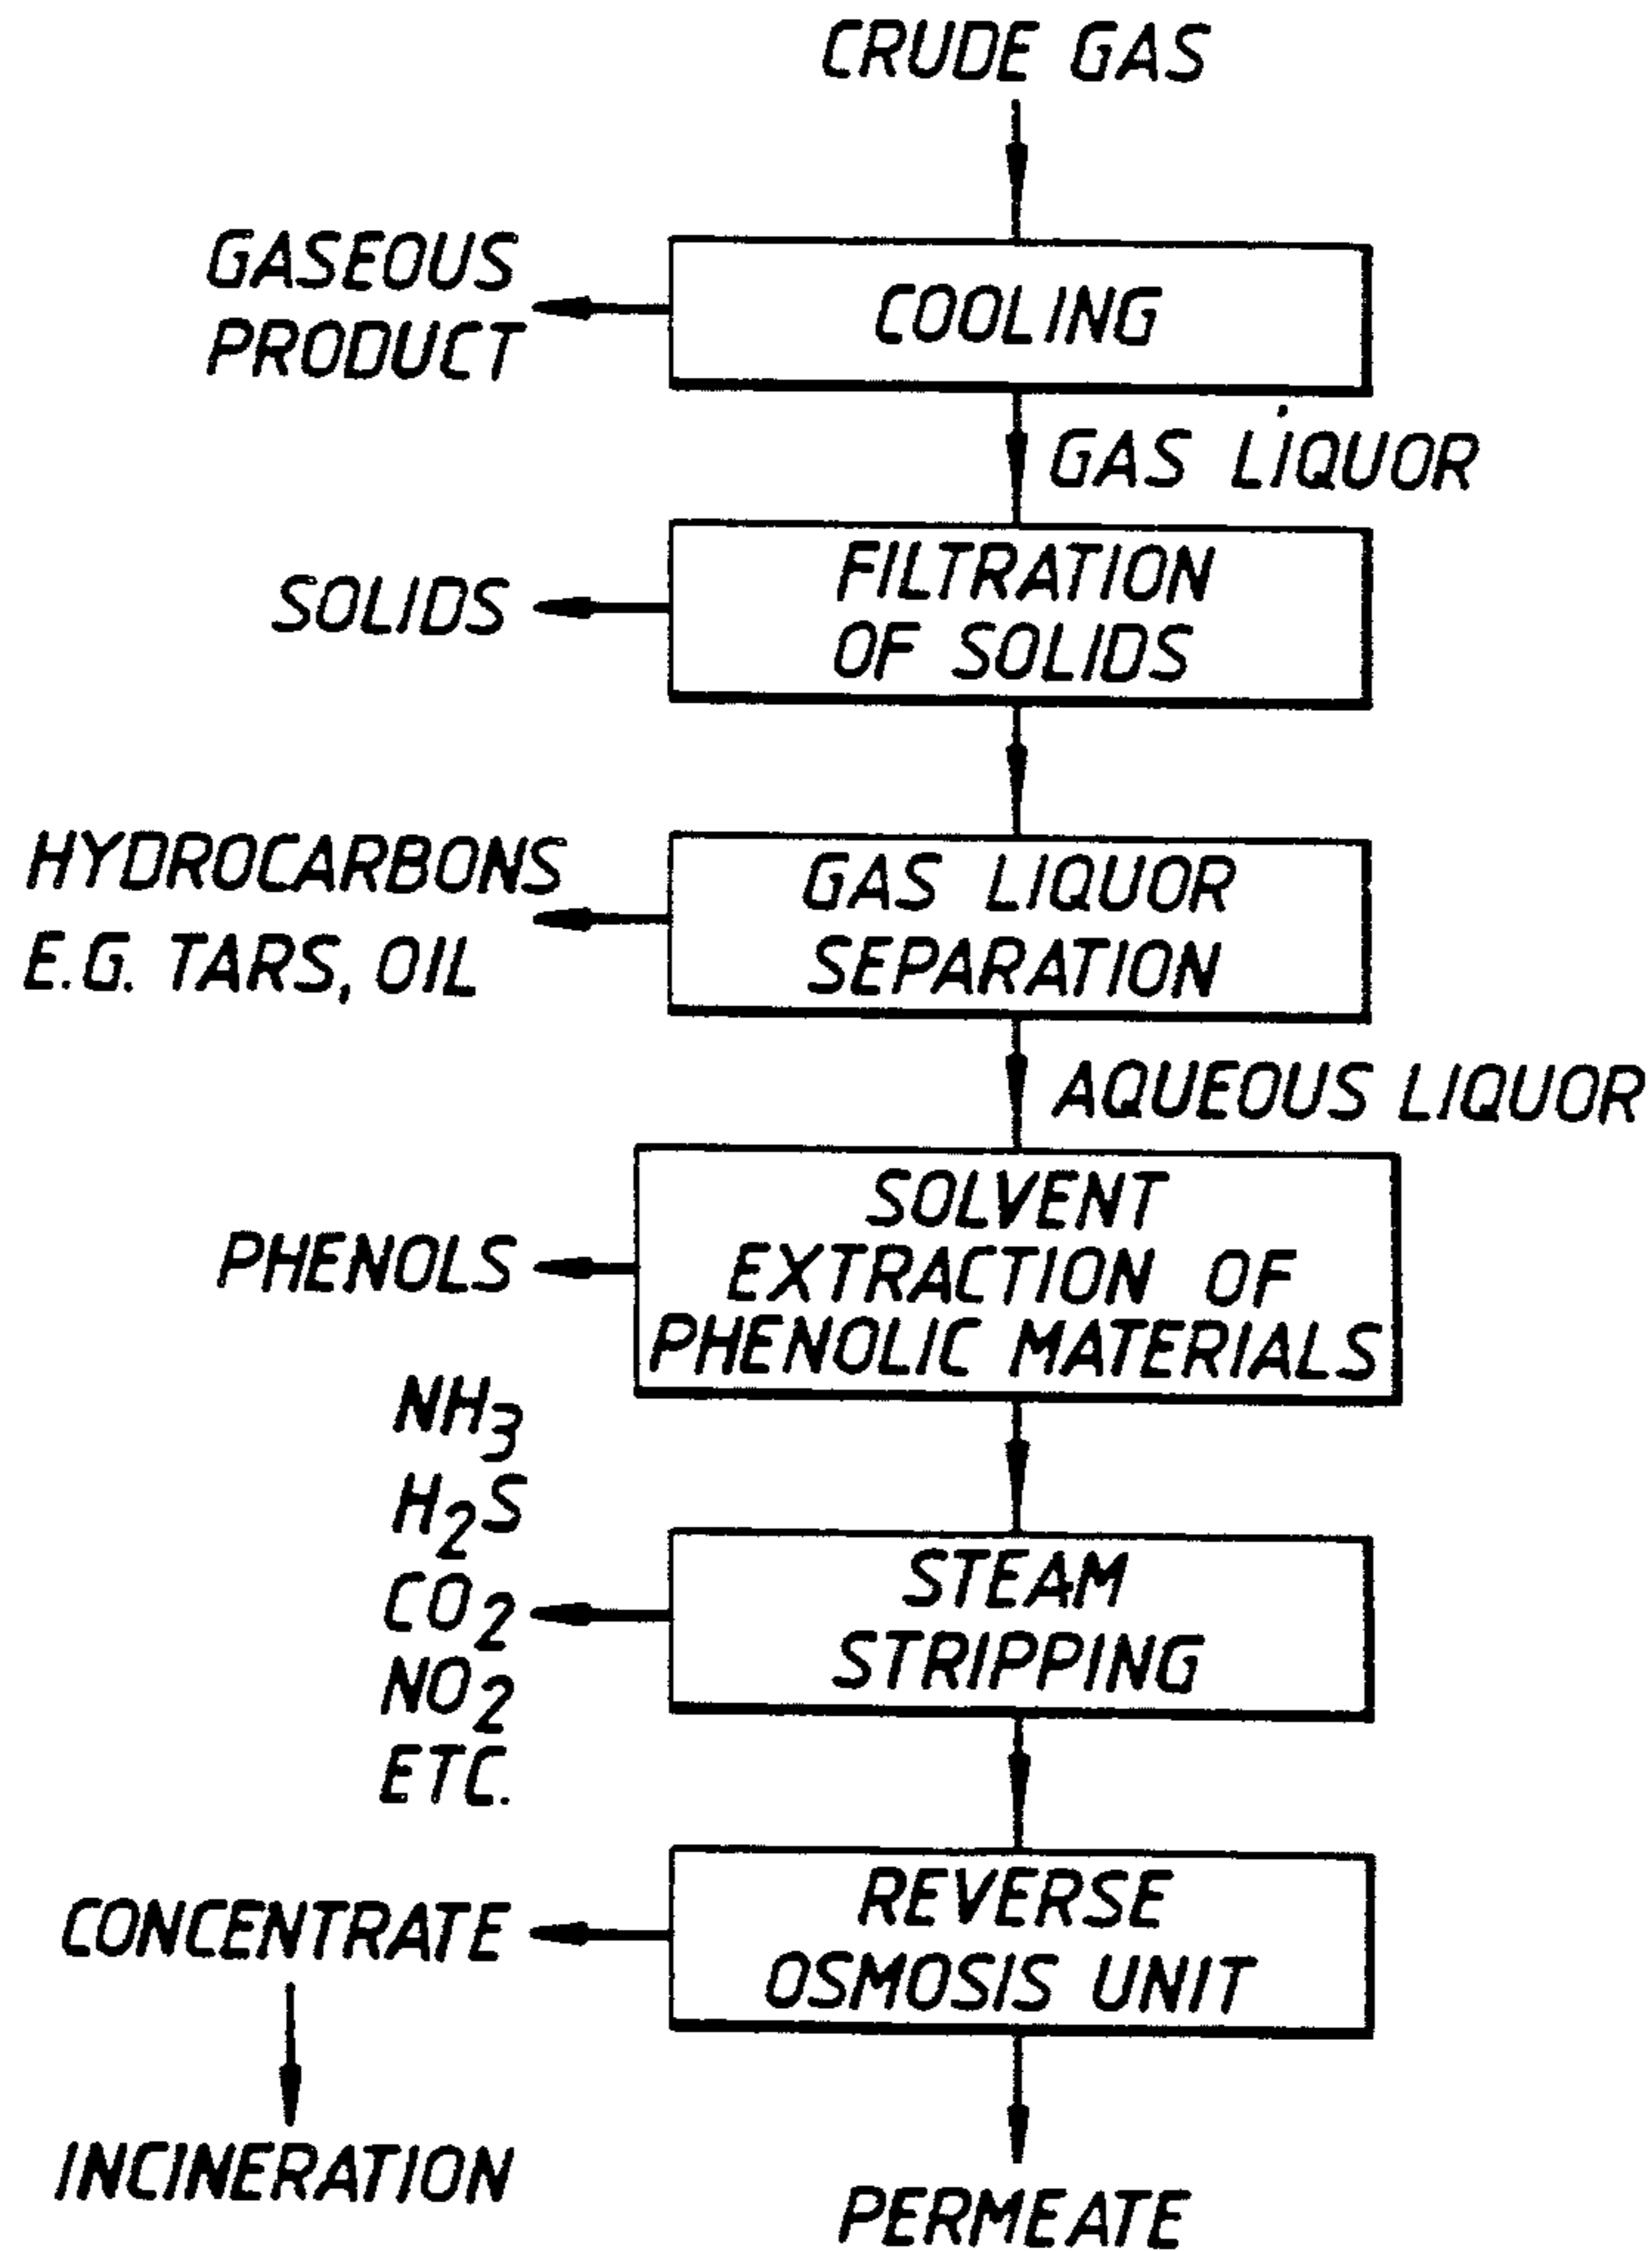 CRUDE GAS
GASEOUS
PRODUCT
COOLING
GAS LIQUOR
SOLIDS
FILTRATION
OF SOLIDS
HYDROCARBONS
E.G. TARS, OIL
GAS LIQUOR
SEPARATION
AQUEOUS LIQUOR
PHENOLS
SOLVENT
EXTRACTION OF
PHENOLIC MATERIALS
NH3
H2S
CO2
NO2
ETC.
STEAM
STRIPPING
CONCENTRATE
REVERSE
OSMOSIS UNIT
INCINERATION
PERMEATE